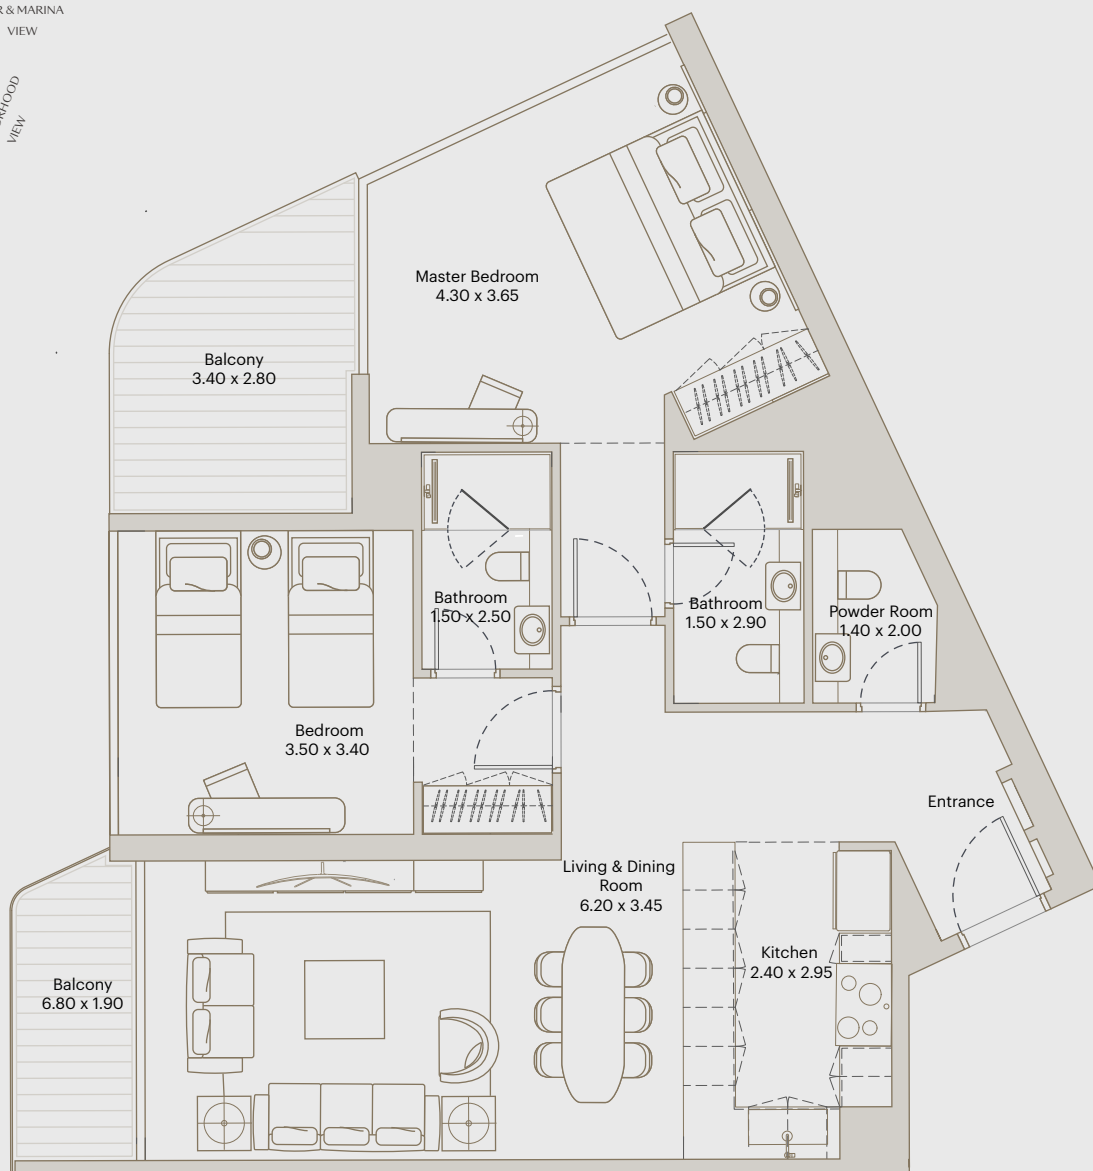 & MARINA
VIEW
VIEW
Master Bedroom
4.30 x 3.65
Balcony
3.40 x 2.80
Bathroom
1.50 x 2.50
Bathroom
1.50 x 2.90
Powder Room
1.40 x 2.00
Bedroom
3.50 x 3.40
Entrance
Living & Dining
Room
6.20 x 3.45
Kitchen
2.40 x 2.95
Balcony
6.80 x 1.90